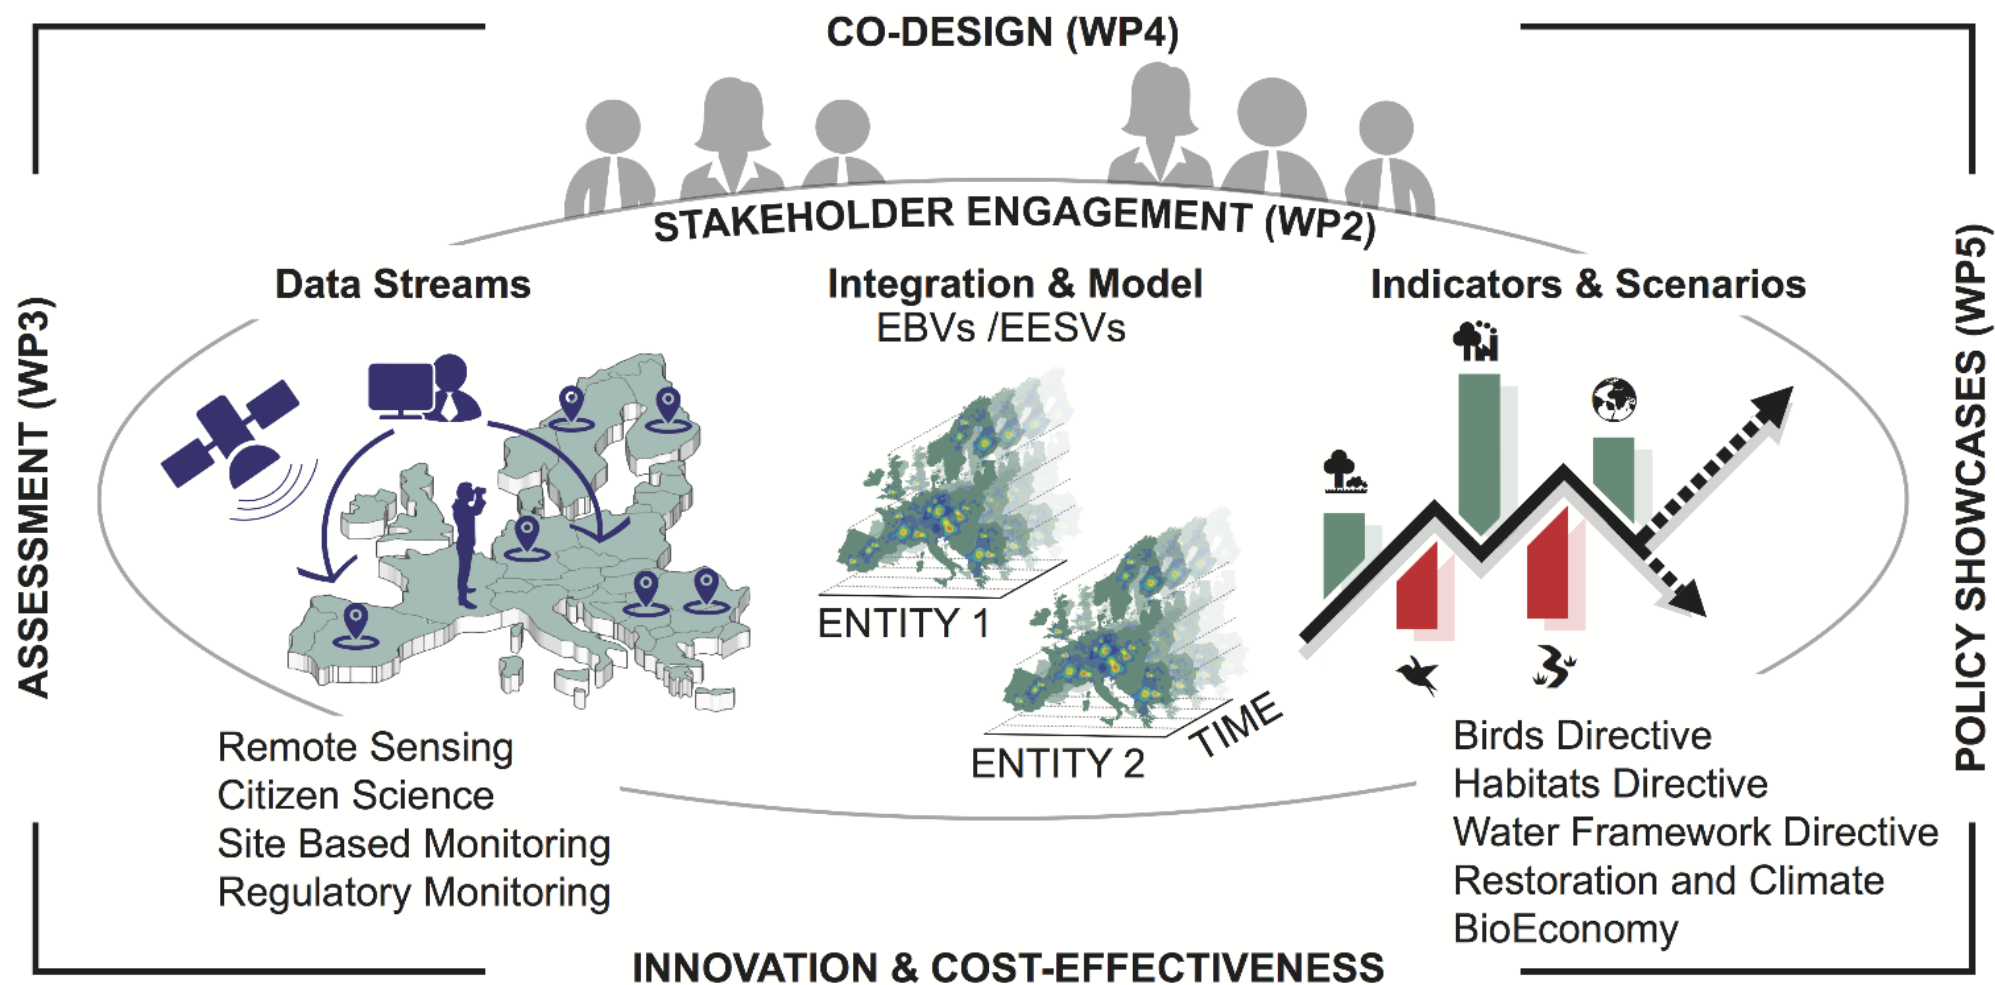 CO-DESIGN (WP4)
STAKEHOLDER ENGAGEMENT (WP2)
ASSESSMENT (WP3)
Data Streams
Remote Sensing
Citizen Science
Site Based Monitoring
Regulatory Monitoring
Integration & Model
EBVs /EESVs
ENTITY 1
ENTITY 2
TIME
Indicators & Scenarios
Birds Directive
Habitats Directive
Water Framework Directive
Restoration and Climate
BioEconomy
POLICY SHOWCASES (WP5)
INNOVATION & COST-EFFECTIVENESS